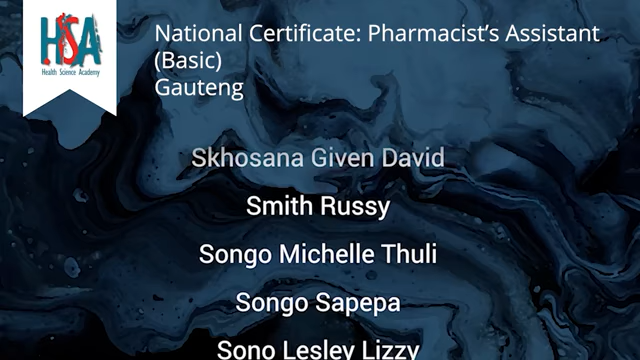 HSA
Health Science Academy
National Certificate: Pharmacist's Assistant
(Basic)
Gauteng
Skhosana Given David
Smith Russy
Songo Michelle Thuli
Songo Sapepa
Sono Lesley Lizzy